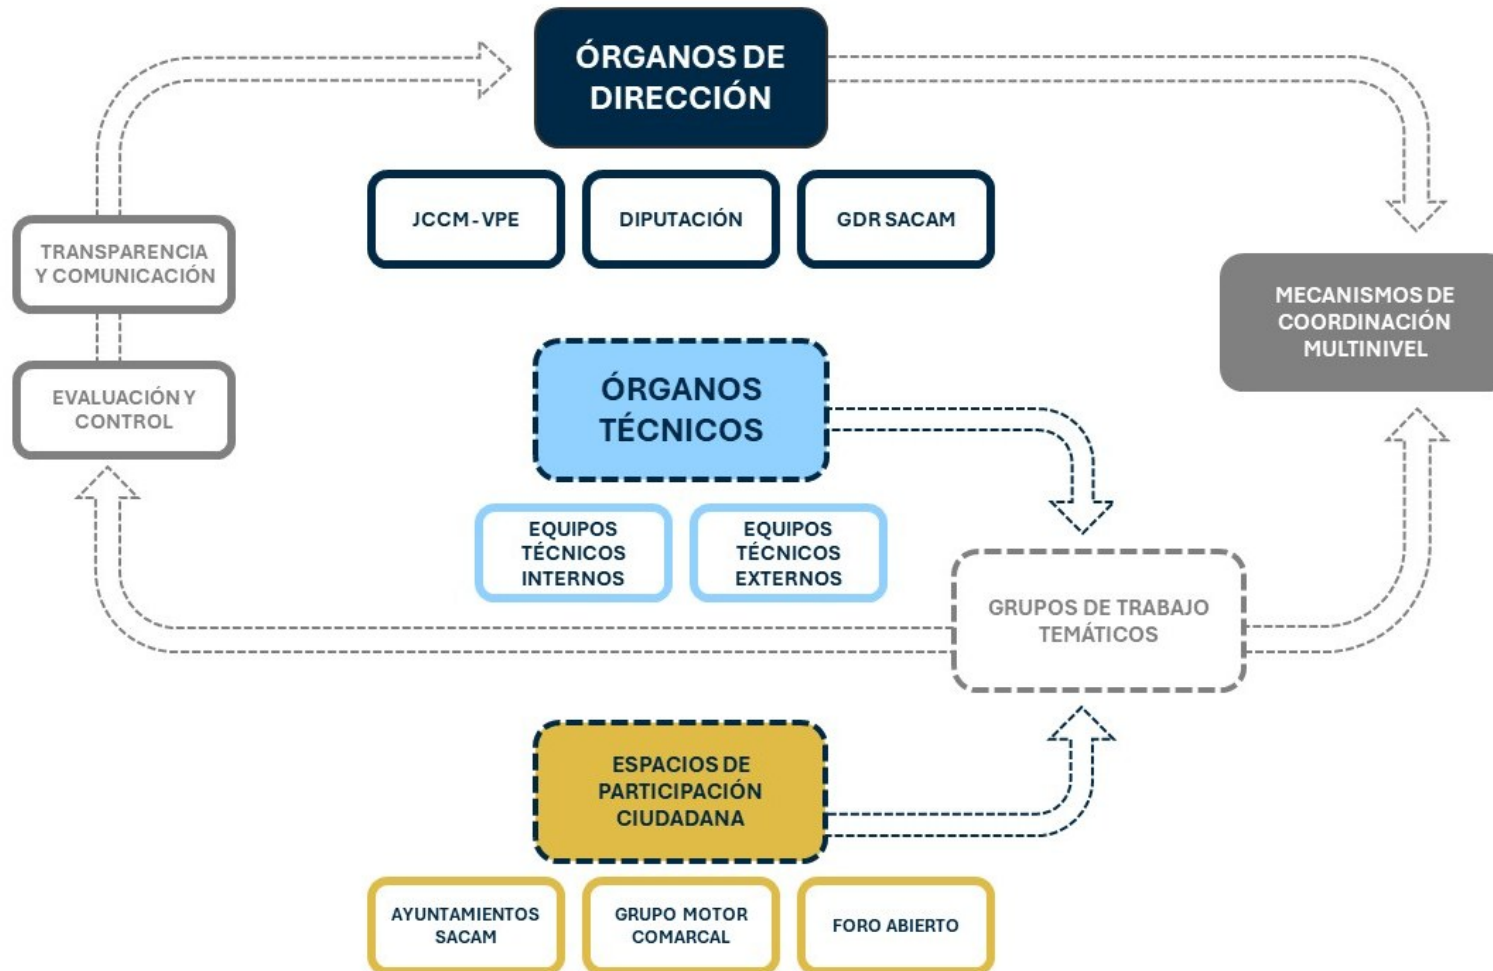 ÓRGANOS DE
DIRECCIÓN
JCCM - VPE
DIPUTACIÓN
GDR SACAM
TRANSPARENCIA
Y COMUNICACIÓN
MECANISMOS DE
COORDINACIÓN
MULTINIVEL
EVALUACIÓN Y
CONTROL
ÓRGANOS
TÉCNICOS
EQUIPOS
TÉCNICOS
INTERNOS
EQUIPOS
TÉCNICOS
EXTERNOS
GRUPOS DE TRABAJO
TEMÁTICOS
ESPACIOS DE
PARTICIPACIÓN
CIUDADANA
AYUNTAMIENTOS
SACAM
GRUPO MOTOR
COMARCAL
FORO ABIERTO